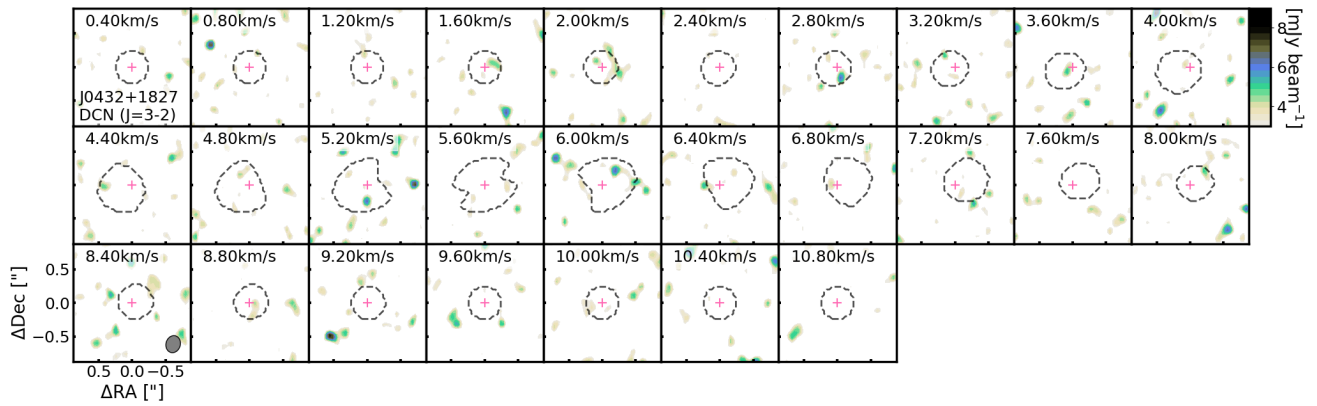 0.40km/s 0.80km/s 1.20km/s 1.60km/s 2.00km/s 2.40km/s 2.80km/s 3.20km/s 3.60km/s 4.00km/s
J0432+1827
DCN (J=3-2)
8
6
4
[mJy beam⁻¹]
4.40km/s 4.80km/s 5.20km/s 5.60km/s 6.00km/s 6.40km/s 6.80km/s 7.20km/s 7.60km/s 8.00km/s
8.40km/s 8.80km/s 9.20km/s 9.60km/s 10.00km/s 10.40km/s 10.80km/s
ΔDec ["]
0.5
0.0
−0.5
0.5 0.0 −0.5
ΔRA ["]